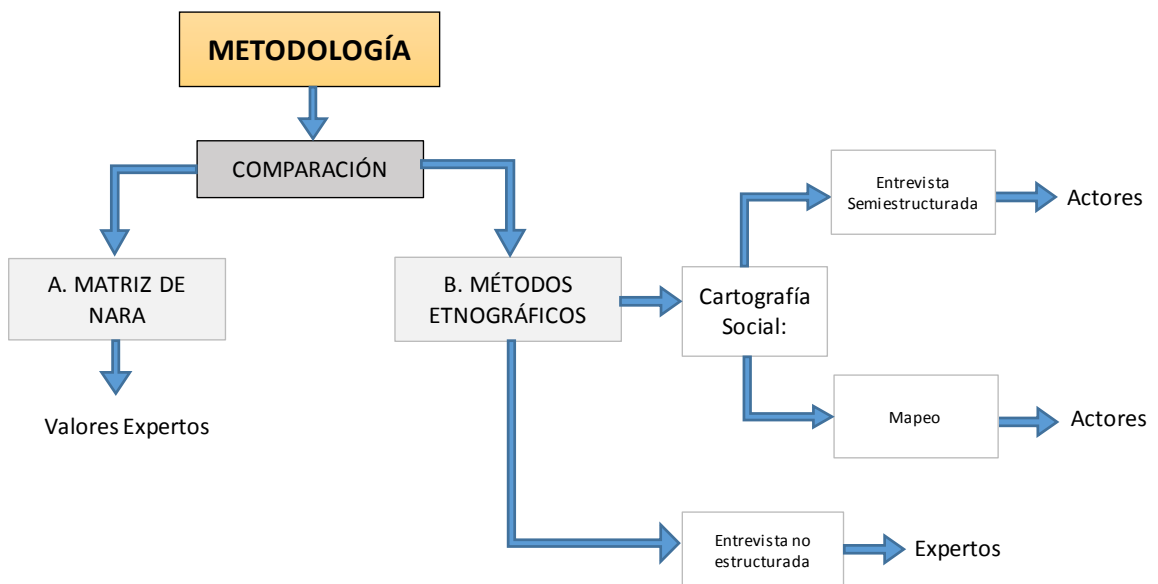 METODOLOGÍA
COMPARACIÓN
A. MATRIZ DE
NARA
Valores Expertos
B. MÉTODOS
ETNOGRÁFICOS
Cartografía
Social:
Entrevista
Semiestructurada
Actores
Mapeo
Actores
Entrevista no
estructurada
Expertos